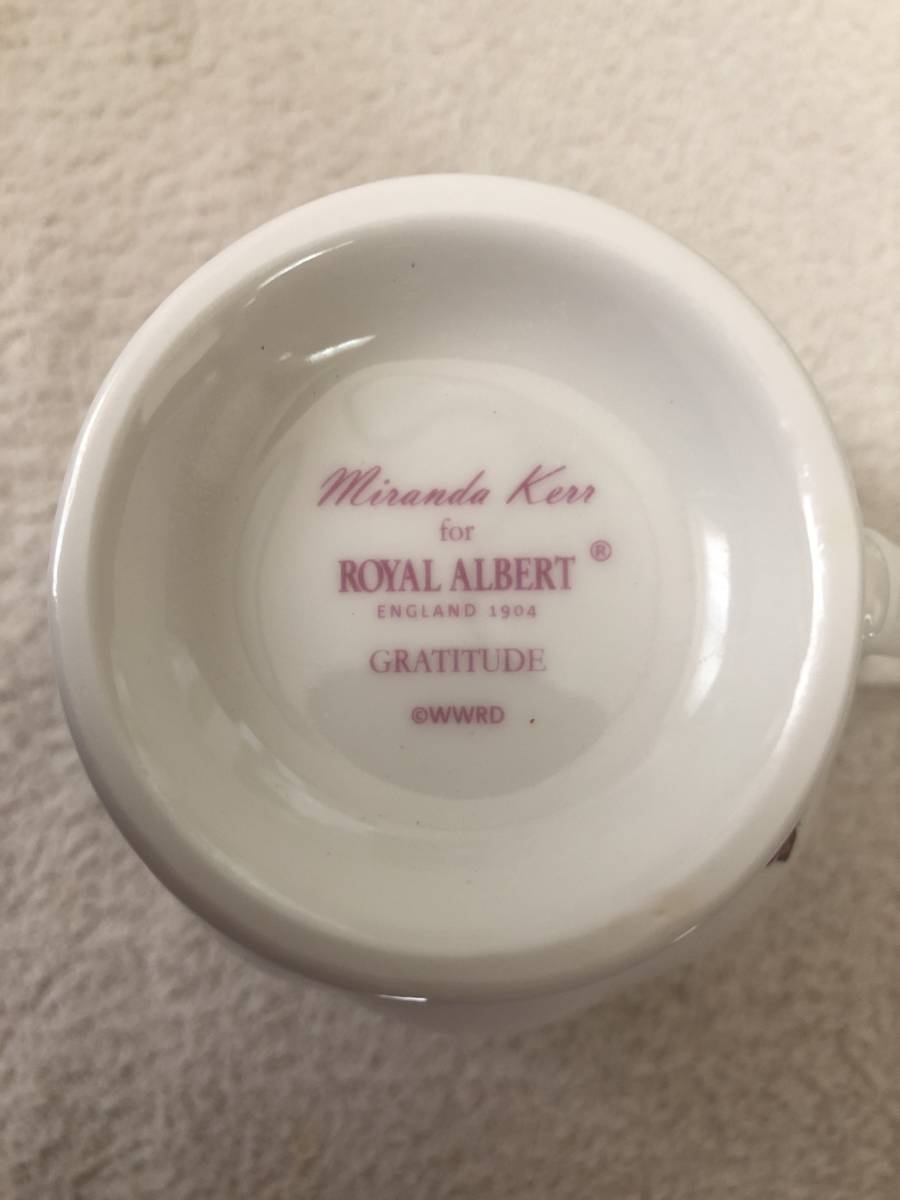 Miranda Kerr
for
ROYAL ALBERT ®
ENGLAND 1904
GRATITUDE
©WWRD